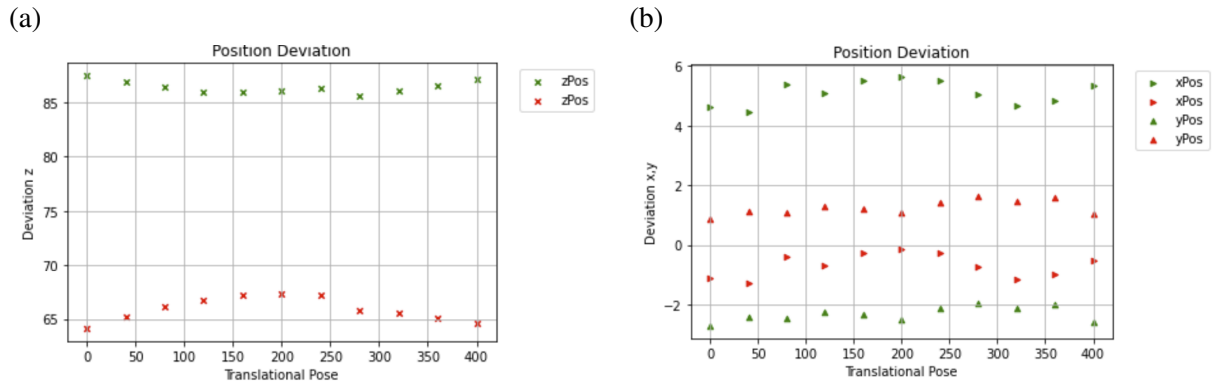 (a)
Position Deviation
Deviation z
85
80
75
70
65
0 50 100 150 200 250 300 350 400
Translational Pose
zPos
zPos
(b)
Position Deviation
Deviation x,y
6
4
2
0
−2
0 50 100 150 200 250 300 350 400
Translational Pose
xPos
xPos
yPos
yPos